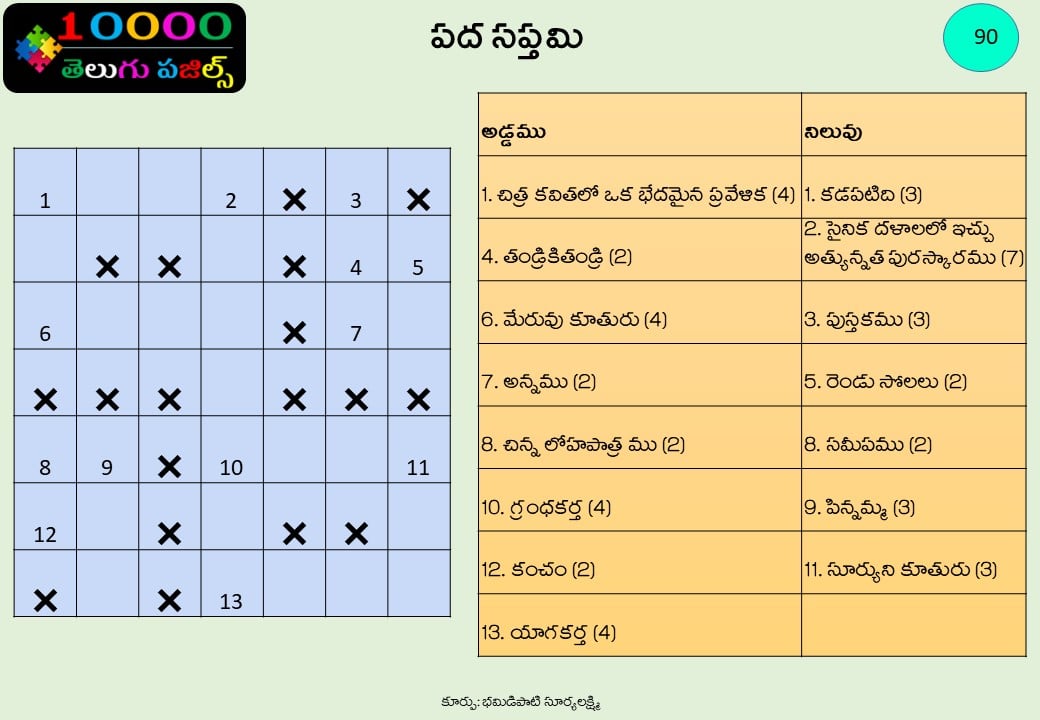 10000
తెలుగు పజిల్స్
పద సప్తమి
90
1 2 × 3 ×
× × × 4 5
6 × 7
× × × × × ×
8 9 × 10 11
12 × × ×
× × 13
అడ్డము నిలువు
1. చిత్ర కవితలో ఒక భేదమైన ప్రవేళిక (4) 1. కడపటిది (3)
4. తండ్రికితండ్రి (2) 2. సైనిక దళాలలో ఇచ్చు
అత్యున్నత పురస్కారము (7)
6. మేరువు కూతురు (4) 3. పుస్తకము (3)
7. అన్నము (2) 5. రెండు సోలలు (2)
8. చిన్న లోహపాత్ర ము (2) 8. సమీపము (2)
10. గ్రంధకర్త (4) 9. పిన్నమ్మ (3)
12. కంచం (2) 11. సూర్యుని కూతురు (3)
13. యాగకర్త (4)
కూర్పు: భమిడిపాటి సూర్యలక్ష్మి